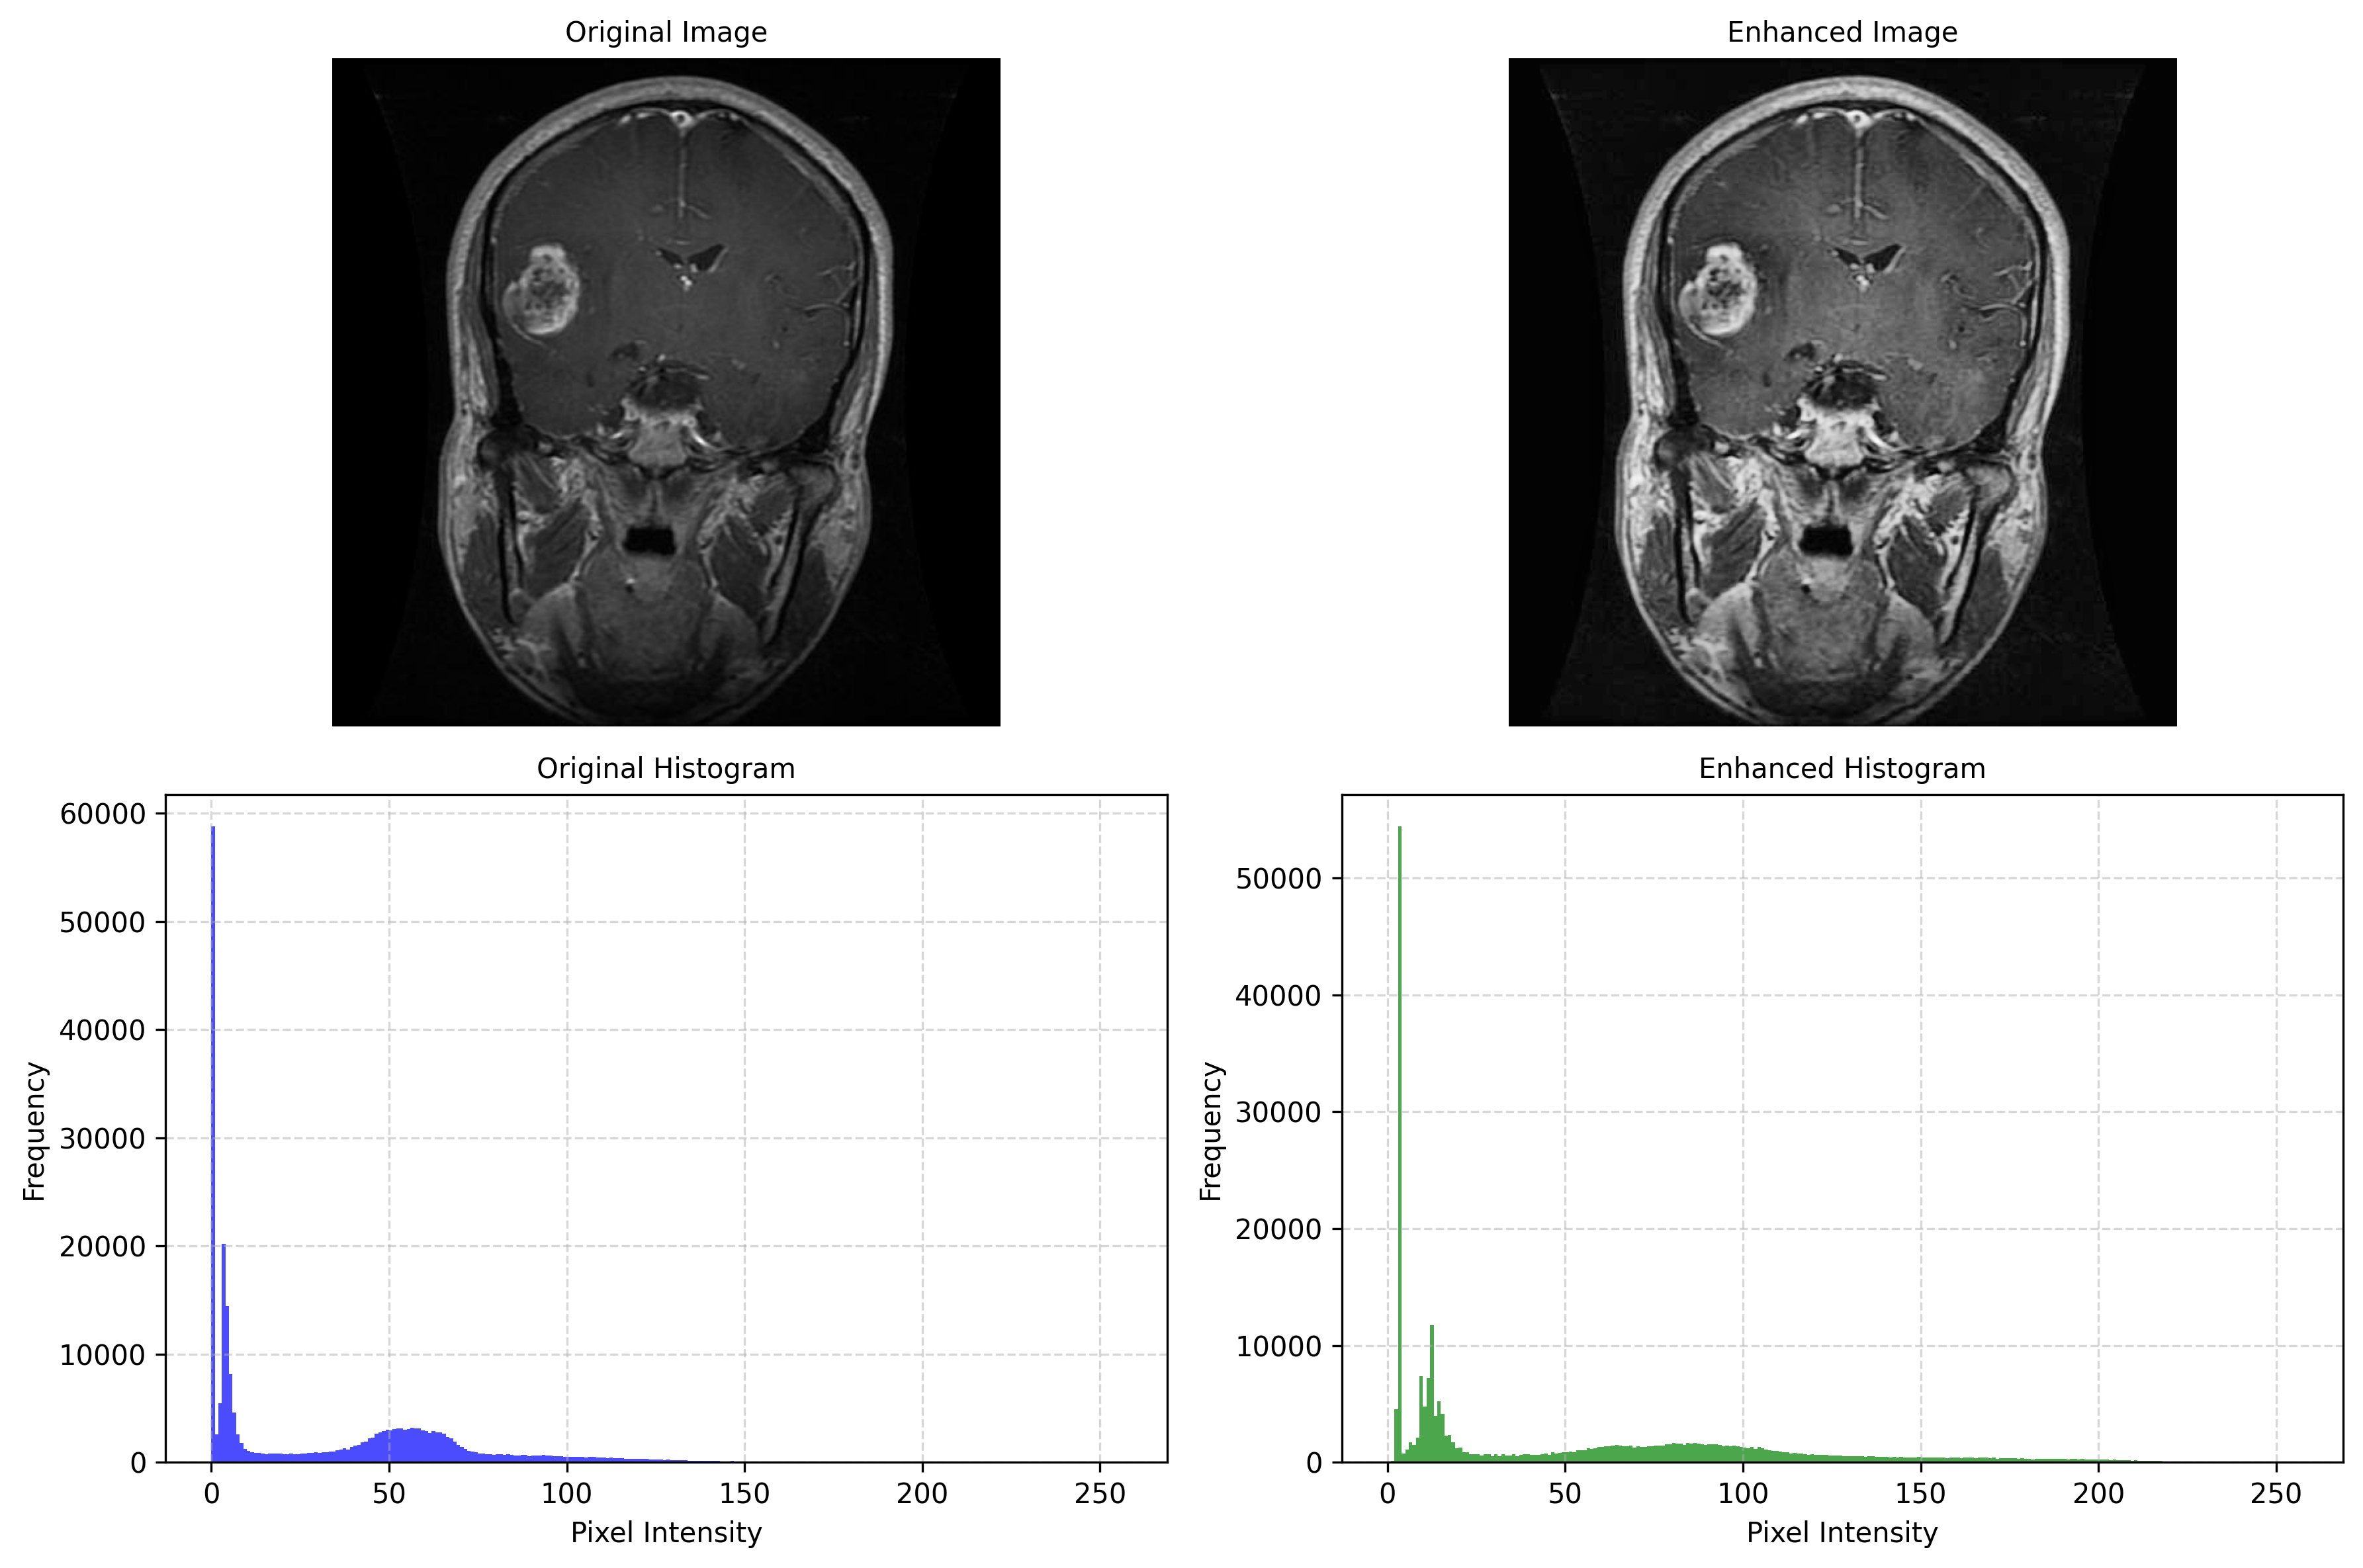 Original Image
Enhanced Image
Original Histogram
Enhanced Histogram
60000
50000
40000
30000
20000
10000
0
Frequency
0 50 100 150 200 250
Pixel Intensity
50000
40000
30000
20000
10000
0
Frequency
0 50 100 150 200 250
Pixel Intensity